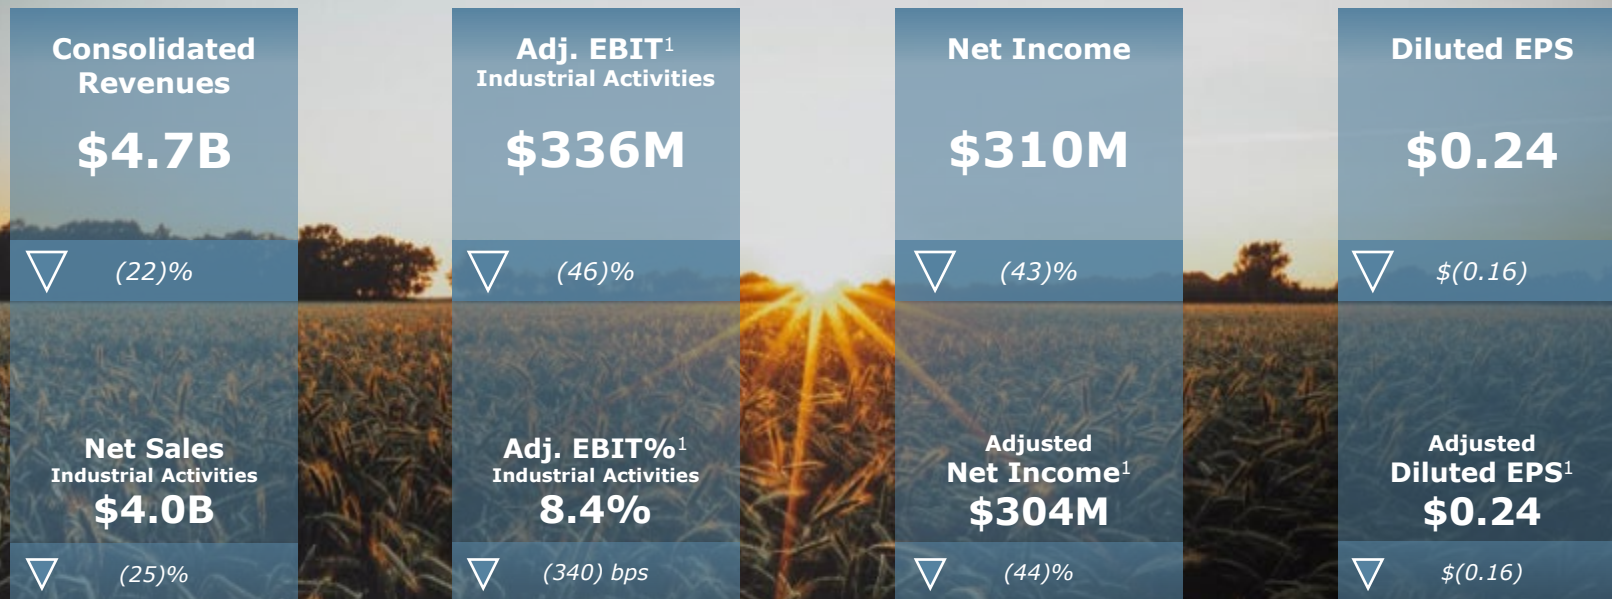 Consolidated
Revenues
$4.7B
(22)%
Net Sales
Industrial Activities
$4.0B
(25)%
Adj. EBIT1
Industrial Activities
$336M
(46)%
Adj. EBIT%1
Industrial Activities
8.4%
(340) bps
Net Income
$310M
(43)%
Adjusted
Net Income1
$304M
(44)%
Diluted EPS
$0.24
$(0.16)
Adjusted
Diluted EPS1
$0.24
$(0.16)